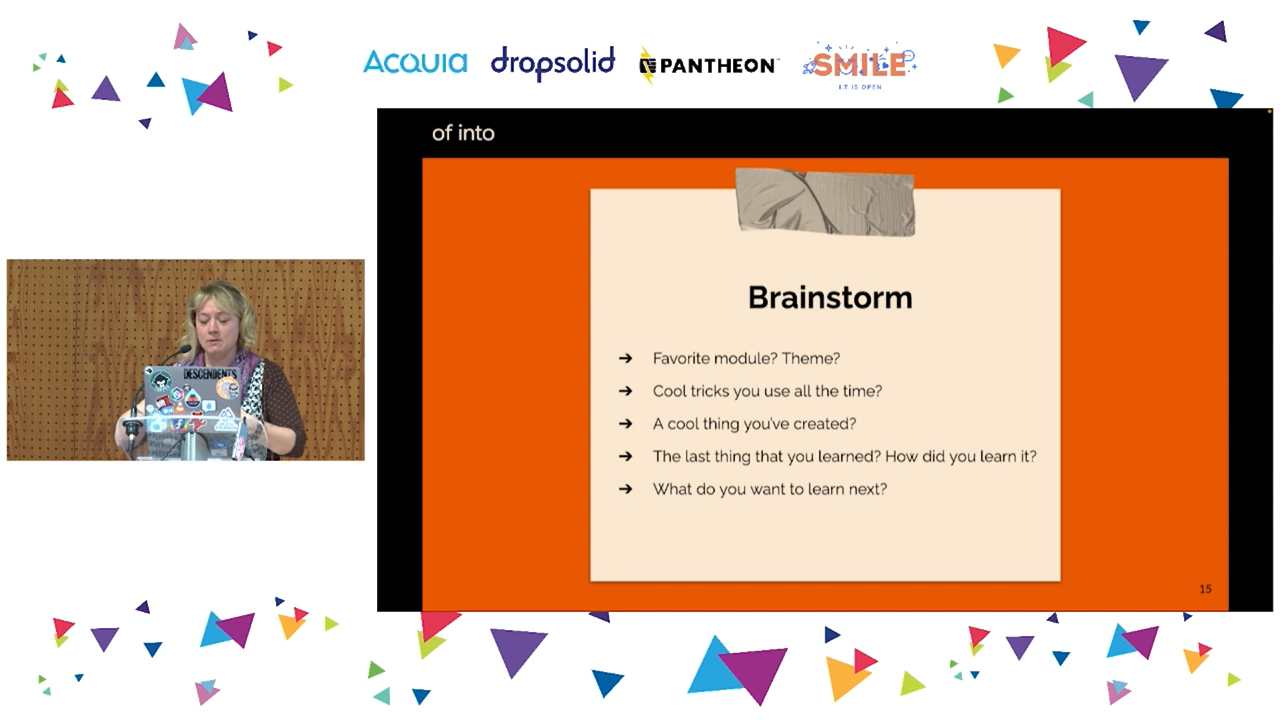 ACQUIA
dropsolid
PANTHEON
SMILE
I.T IS OPEN
of into
Brainstorm
➔ Favorite module? Theme?
➔ Cool tricks you use all the time?
➔ A cool thing you've created?
➔ The last thing that you learned? How did you learn it?
➔ What do you want to learn next?
15
DESCENDENTS